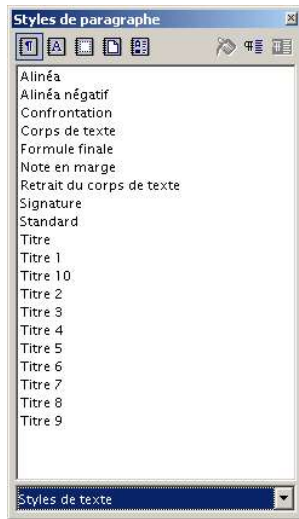 Styles de paragraphe
Alinéa
Alinéa négatif
Confrontation
Corps de texte
Formule finale
Note en marge
Retrait du corps de texte
Signature
Standard
Titre
Titre 1
Titre 10
Titre 2
Titre 3
Titre 4
Titre 5
Titre 6
Titre 7
Titre 8
Titre 9
Styles de texte